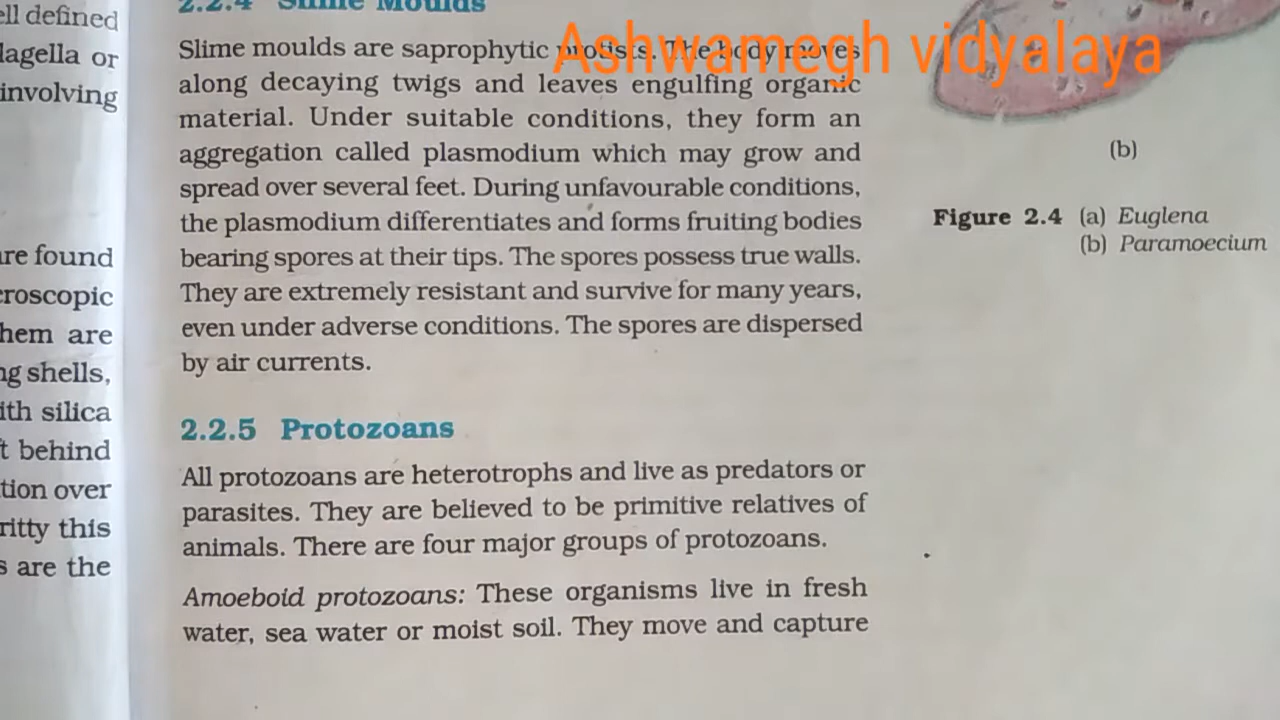 ell defined
lagella or
involving
are found
croscopic
hem are
ng shells,
ith silica
t behind
tion over
ritty this
s are the
2.2.4 Slime Moulds
Slime moulds are saprophytic protists. The body moves
along decaying twigs and leaves engulfing organic
material. Under suitable conditions, they form an
aggregation called plasmodium which may grow and
spread over several feet. During unfavourable conditions,
the plasmodium differentiates and forms fruiting bodies
bearing spores at their tips. The spores possess true walls.
They are extremely resistant and survive for many years,
even under adverse conditions. The spores are dispersed
by air currents.
2.2.5 Protozoans
All protozoans are heterotrophs and live as predators or
parasites. They are believed to be primitive relatives of
animals. There are four major groups of protozoans.
Amoeboid protozoans: These organisms live in fresh
water, sea water or moist soil. They move and capture
Ashwamegh vidyalaya
(b)
Figure 2.4 (a) Euglena
(b) Paramoecium